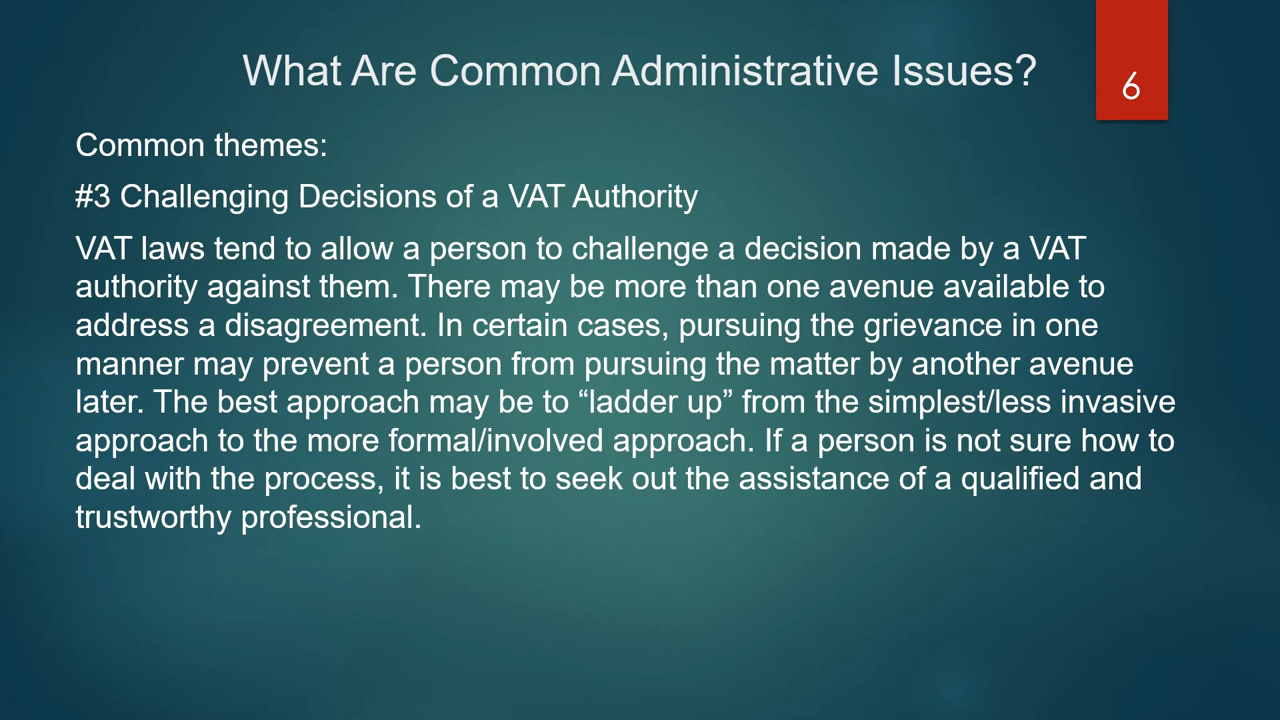 What Are Common Administrative Issues?
6
Common themes:
#3 Challenging Decisions of a VAT Authority
VAT laws tend to allow a person to challenge a decision made by a VAT
authority against them. There may be more than one avenue available to
address a disagreement. In certain cases, pursuing the grievance in one
manner may prevent a person from pursuing the matter by another avenue
later. The best approach may be to “ladder up” from the simplest/less invasive
approach to the more formal/involved approach. If a person is not sure how to
deal with the process, it is best to seek out the assistance of a qualified and
trustworthy professional.